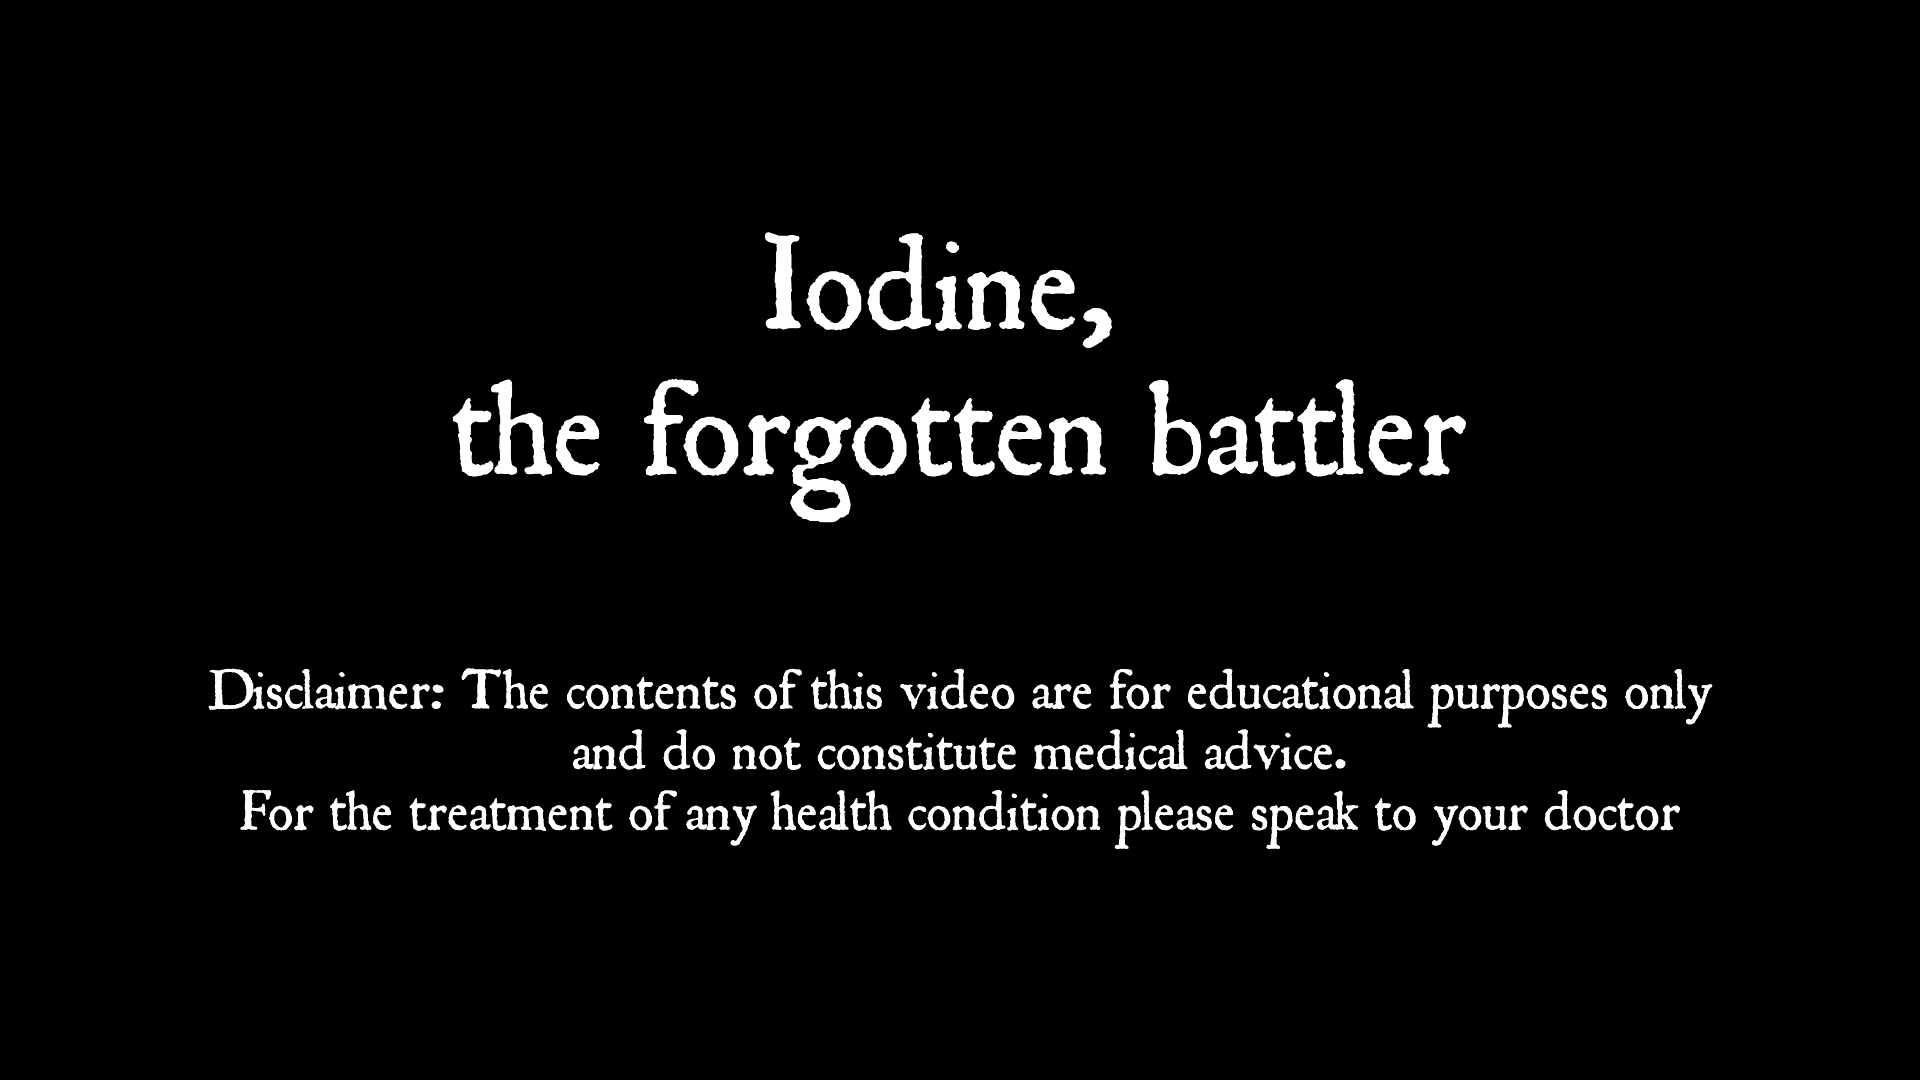 Iodine,
the forgotten battler
Disclaimer: The contents of this video are for educational purposes only
and do not constitute medical advice.
For the treatment of any health condition please speak to your doctor